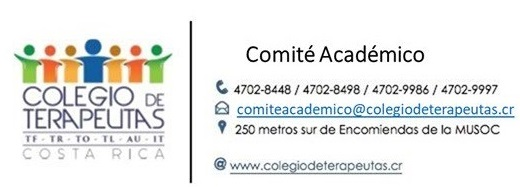 COLEGIO DE
TERAPEUTAS
TF - TR - TO - TL - AU - IT
COSTA RICA
Comité Académico
4702-8448 / 4702-8498 / 4702-9986 / 4702-9997
comiteacademico@colegiodeterapeutas.cr
250 metros sur de Encomiendas de la MUSOC
@ www.colegiodeterapeutas.cr